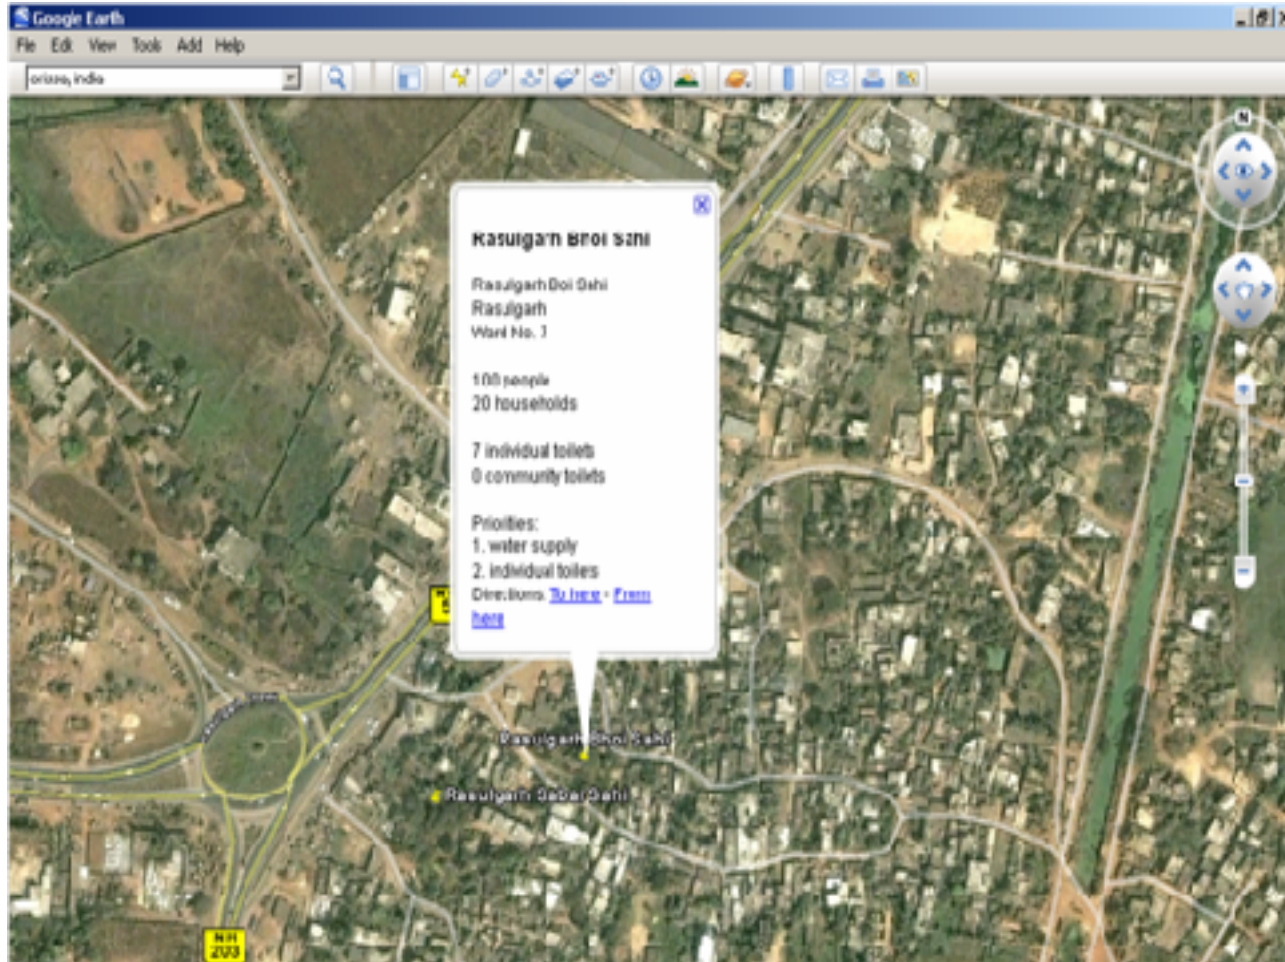 Google Earth
File Edit View Tools Add Help
orissa, india
N
Rasulgarh Bhoi Sahi
Rasulgarh Boi Sahi
Rasulgarh
Ward No.
100 people
20 households
7 individual toilets
0 community toilets
Priorities:
1. water supply
2. individual toilets
Directions: To here - From
here
Rasulgarh Bhoi Sahi
Rasulgarh Sabar Sahi
NH
203